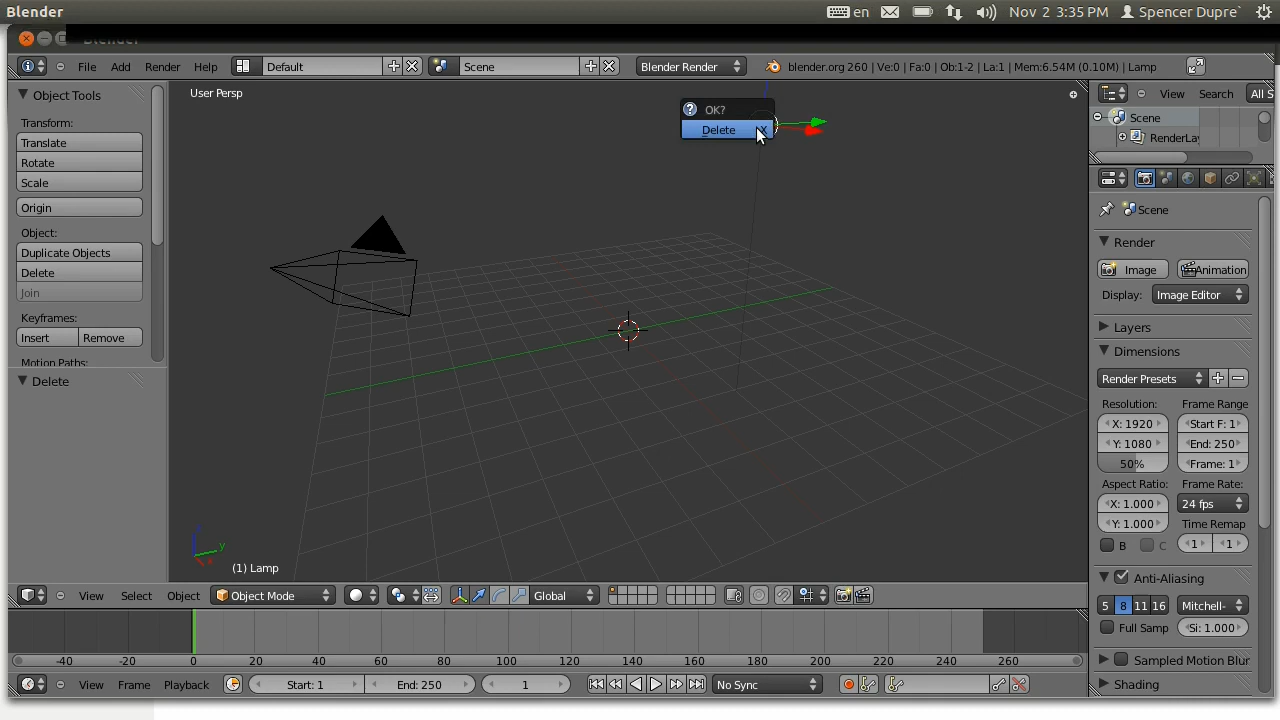 Blender
en
Nov 2 3:35 PM
Spencer Dupre`
Blender
File Add Render Help
Default
Scene
Blender Render
blender.org 260 | Ve:0 | Fa:0 | Ob:1-2 | La:1 | Mem:6.54M (0.10M) | Lamp
Object Tools
Transform:
Translate
Rotate
Scale
Origin
Object:
Duplicate Objects
Delete
Join
Keyframes:
Insert Remove
Motion Paths:
Delete
User Persp
OK?
Delete X
y
x
(1) Lamp
View Search All S
Scene
RenderLay
Scene
Render
Image Animation
Display: Image Editor
Layers
Dimensions
Render Presets
Resolution: Frame Range
X: 1920 Start F: 1
Y: 1080 End: 250
50% Frame: 1
Aspect Ratio: Frame Rate:
X: 1.000 24 fps
Y: 1.000 Time Remap
B C 1 1
Anti-Aliasing
5 8 11 16 Mitchell-
Full Samp Si: 1.000
Sampled Motion Blur
Shading
View Select Object Object Mode Global
-40 -20 0 20 40 60 80 100 120 140 160 180 200 220 240 260
View Frame Playback Start: 1 End: 250 1 No Sync